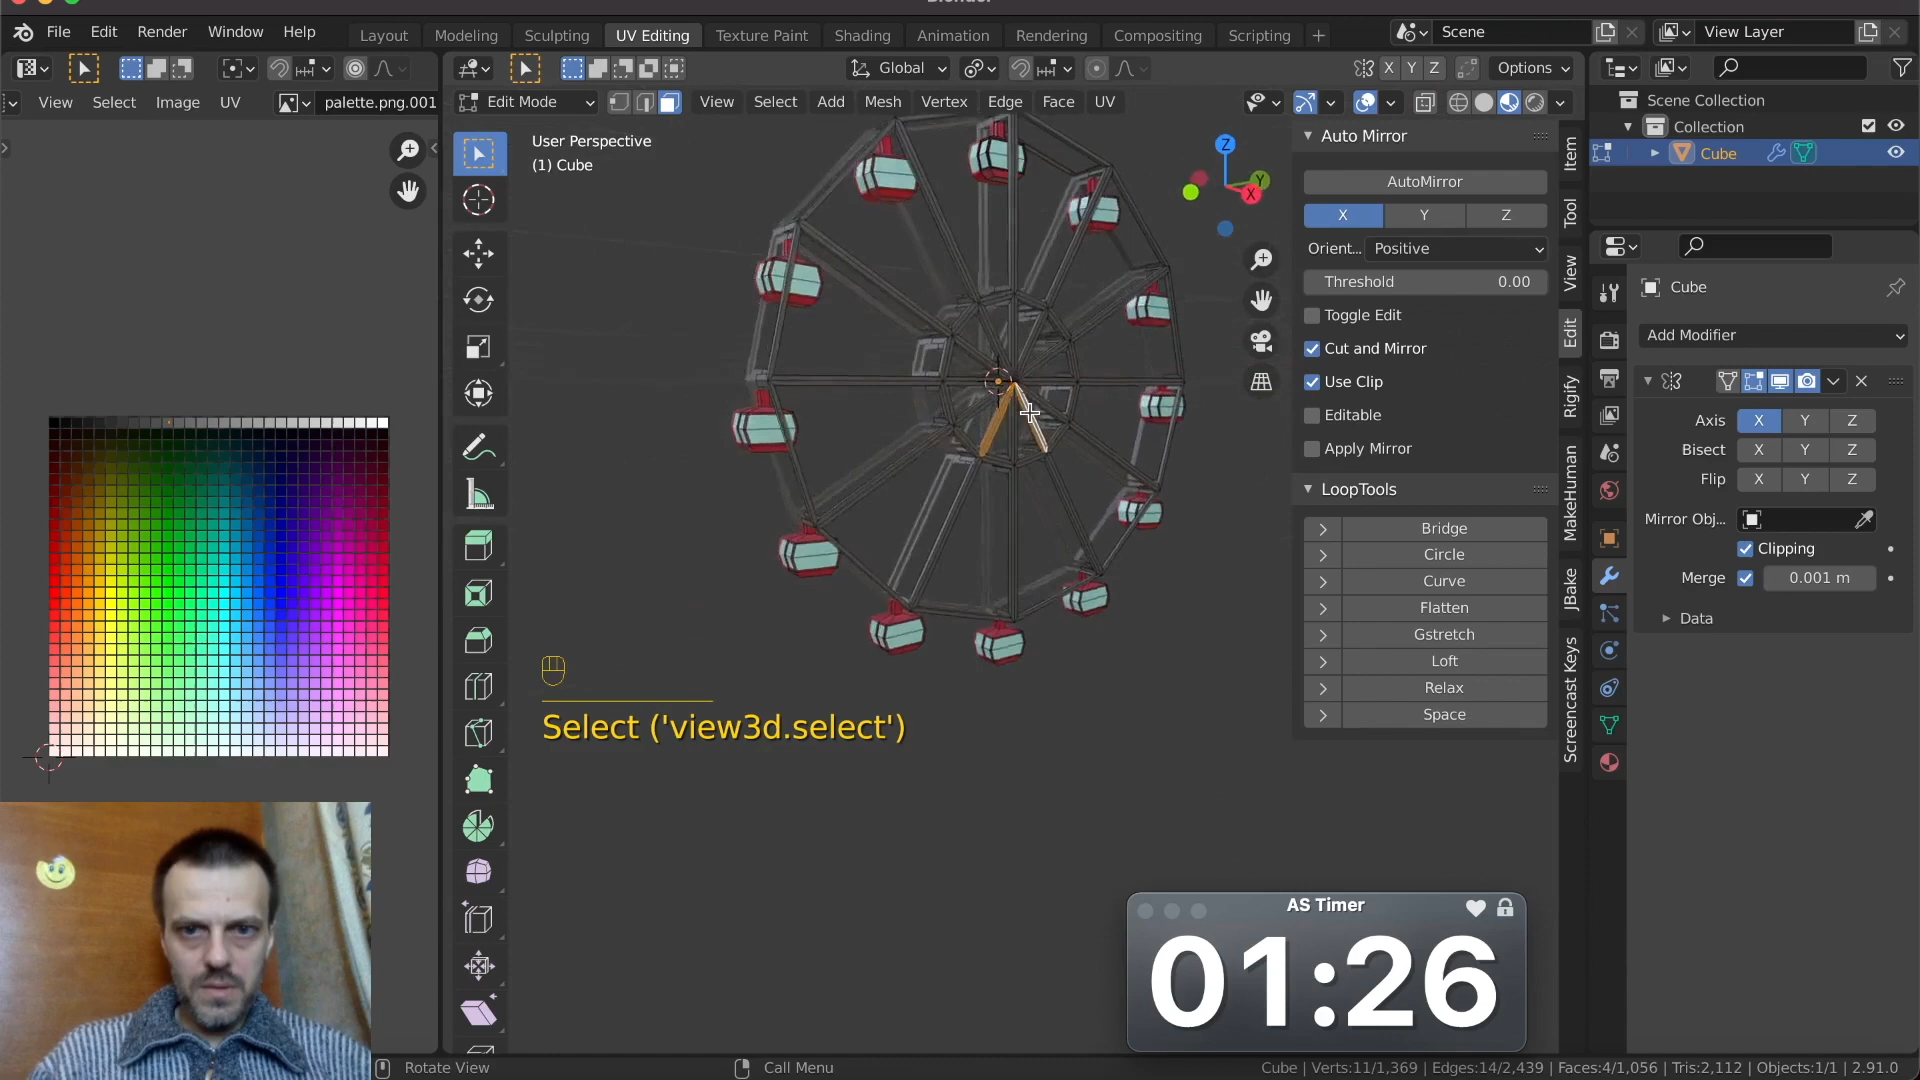 Blender
File Edit Render Window Help Layout Modeling Sculpting UV Editing Texture Paint Shading Animation Rendering Compositing Scripting + Scene View Layer
Global X Y Z Options
View Select Image UV palette.png.001 Edit Mode View Select Add Mesh Vertex Edge Face UV
Scene Collection
Collection
Cube
User Perspective
(1) Cube
Z
Y
X
Auto Mirror
AutoMirror
X Y Z
Orient... Positive
Threshold 0.00
Toggle Edit
Cut and Mirror
Use Clip
Editable
Apply Mirror
LoopTools
Bridge
Circle
Curve
Flatten
Gstretch
Loft
Relax
Space
Item
Tool
View
Edit
Rigify
MakeHuman
JBake
Screencast Keys
Cube
Add Modifier
Axis X Y Z
Bisect X Y Z
Flip X Y Z
Mirror Obj...
Clipping
Merge 0.001 m
Data
Select ('view3d.select')
AS Timer
01:26
Rotate View Call Menu Cube | Verts:11/1,369 | Edges:14/2,439 | Faces:4/1,056 | Tris:2,112 | Objects:1/1 | 2.91.0